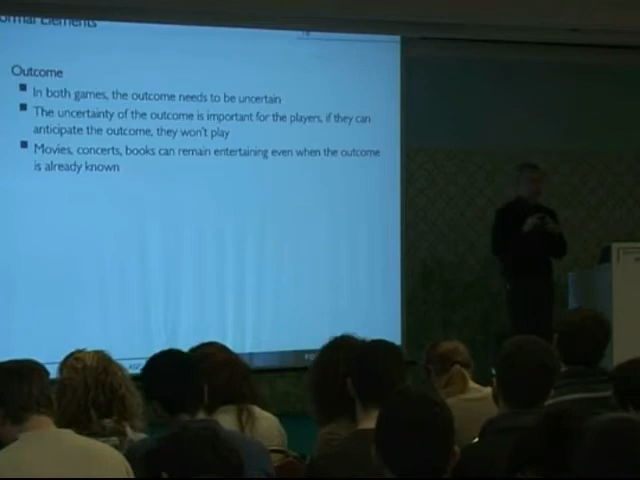 ormal Elements
Outcome
In both games, the outcome needs to be uncertain
The uncertainty of the outcome is important for the players, if they can
anticipate the outcome, they won't play
Movies, concerts, books can remain entertaining even when the outcome
is already known